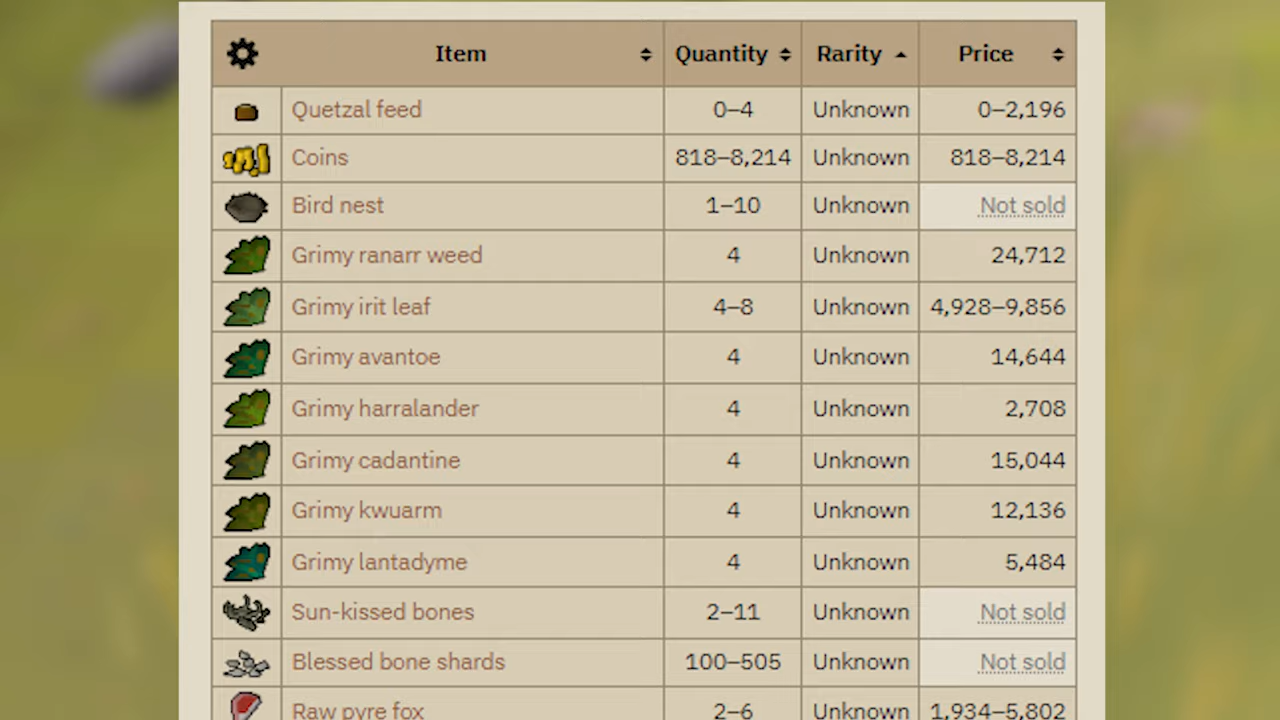 Item Quantity Rarity Price
Quetzal feed 0–4 Unknown 0–2,196
Coins 818–8,214 Unknown 818–8,214
Bird nest 1–10 Unknown Not sold
Grimy ranarr weed 4 Unknown 24,712
Grimy irit leaf 4–8 Unknown 4,928–9,856
Grimy avantoe 4 Unknown 14,644
Grimy harralander 4 Unknown 2,708
Grimy cadantine 4 Unknown 15,044
Grimy kwuarm 4 Unknown 12,136
Grimy lantadyme 4 Unknown 5,484
Sun-kissed bones 2–11 Unknown Not sold
Blessed bone shards 100–505 Unknown Not sold
Raw pyre fox 2–6 Unknown 1,934–5,802